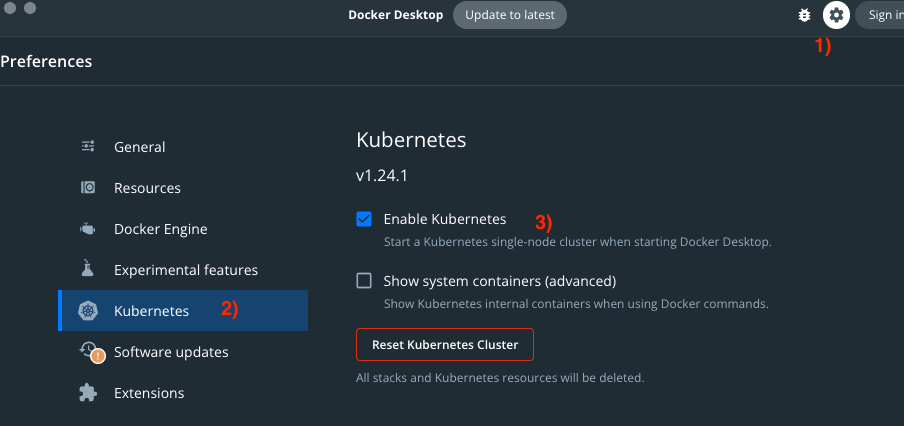 Docker Desktop Update to latest Sign in
1)
Preferences
General
Resources
Docker Engine
Experimental features
Kubernetes 2)
Software updates
Extensions
Kubernetes
v1.24.1
Enable Kubernetes 3)
Start a Kubernetes single-node cluster when starting Docker Desktop.
Show system containers (advanced)
Show Kubernetes internal containers when using Docker commands.
Reset Kubernetes Cluster
All stacks and Kubernetes resources will be deleted.